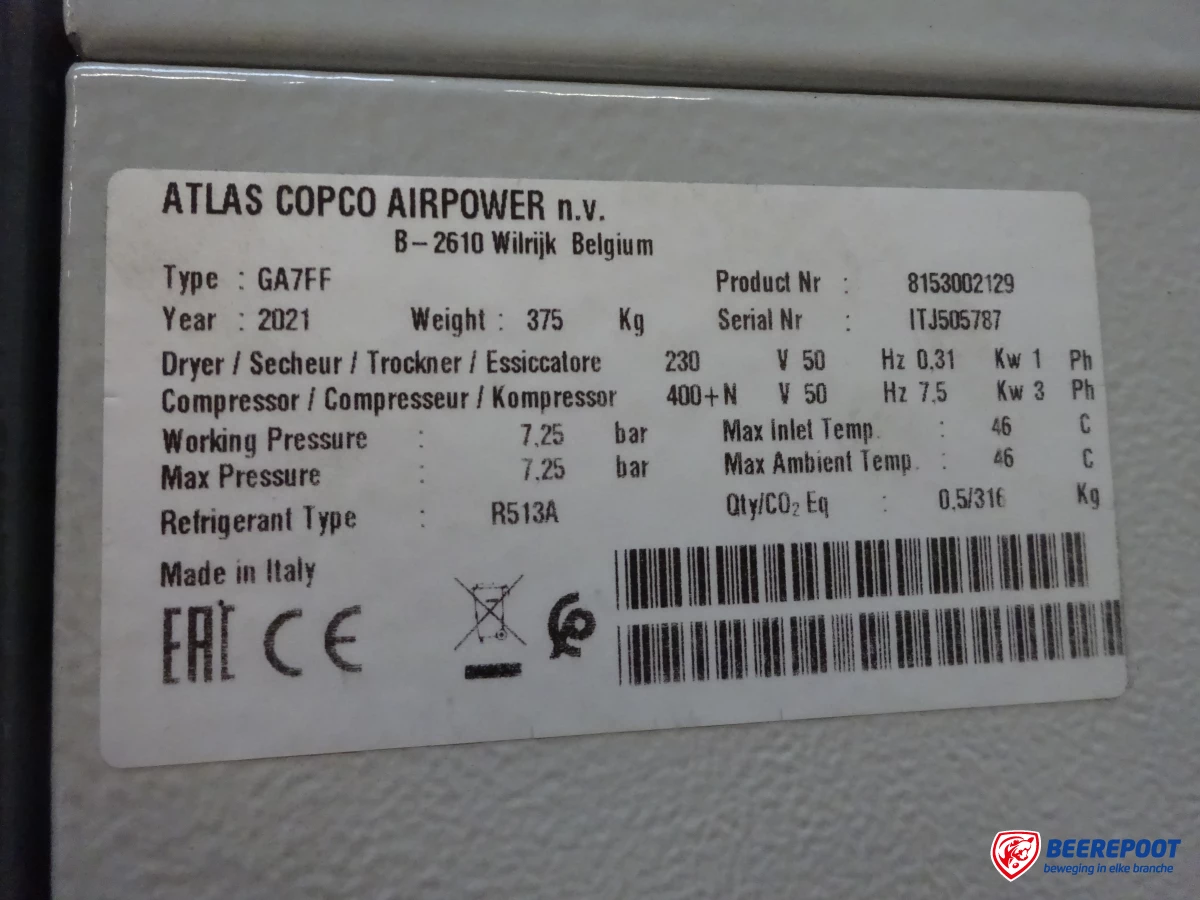 ATLAS COPCO AIRPOWER n.v.
B-2610 Wilrijk Belgium
Type : GA7FF Product Nr : 8153002129
Year : 2021 Weight : 375 Kg Serial Nr : ITJ505787
Dryer / Secheur / Trockner / Essiccatore 230 V 50 Hz 0.31 Kw 1 Ph
Compressor / Compresseur / Kompressor 400+N V 50 Hz 7.5 Kw 3 Ph
Working Pressure : 7.25 bar Max Inlet Temp. : 46 C
Max Pressure : 7.25 bar Max Ambient Temp. : 46 C
Refrigerant Type : R513A Qty/CO₂ Eq : 0.5/316 Kg
Made in Italy
EAC CE
BEEREPOOT
beweging in elke branche